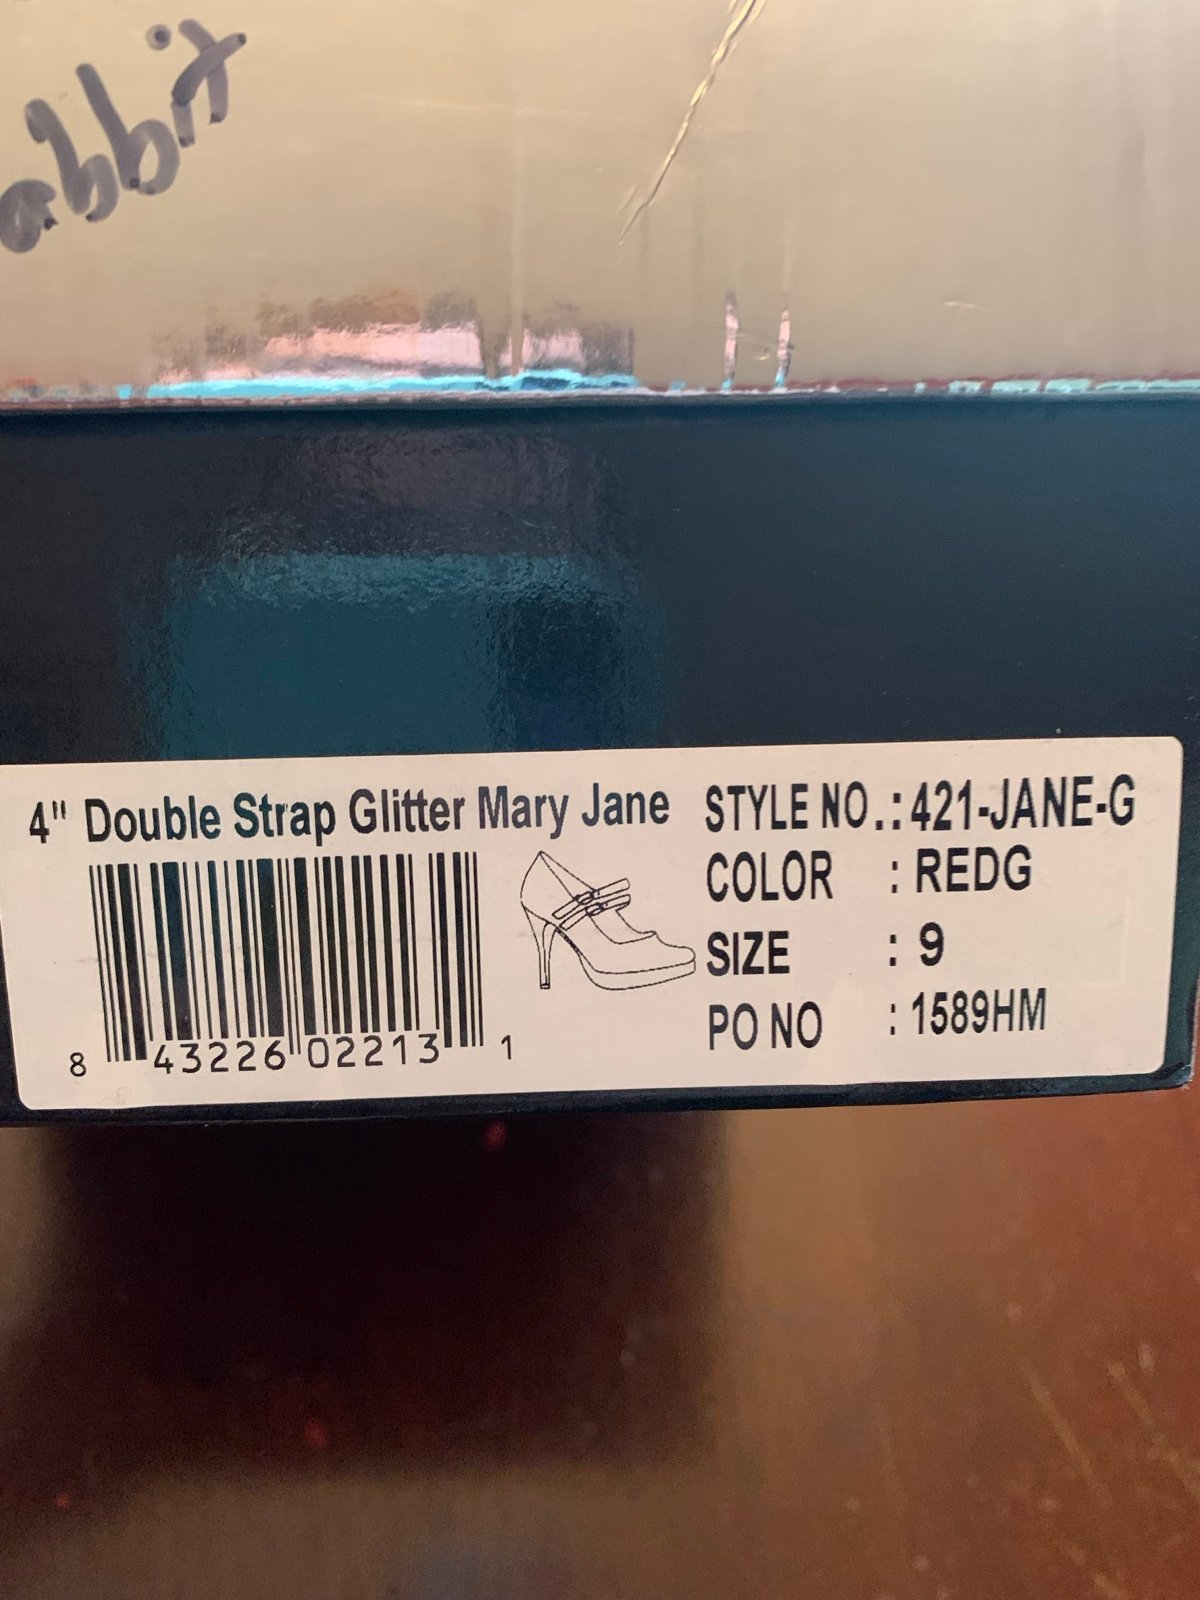 abbit
4" Double Strap Glitter Mary Jane
STYLE NO.: 421-JANE-G
COLOR : REDG
SIZE : 9
PO NO : 1589HM
8 43226 02213 1